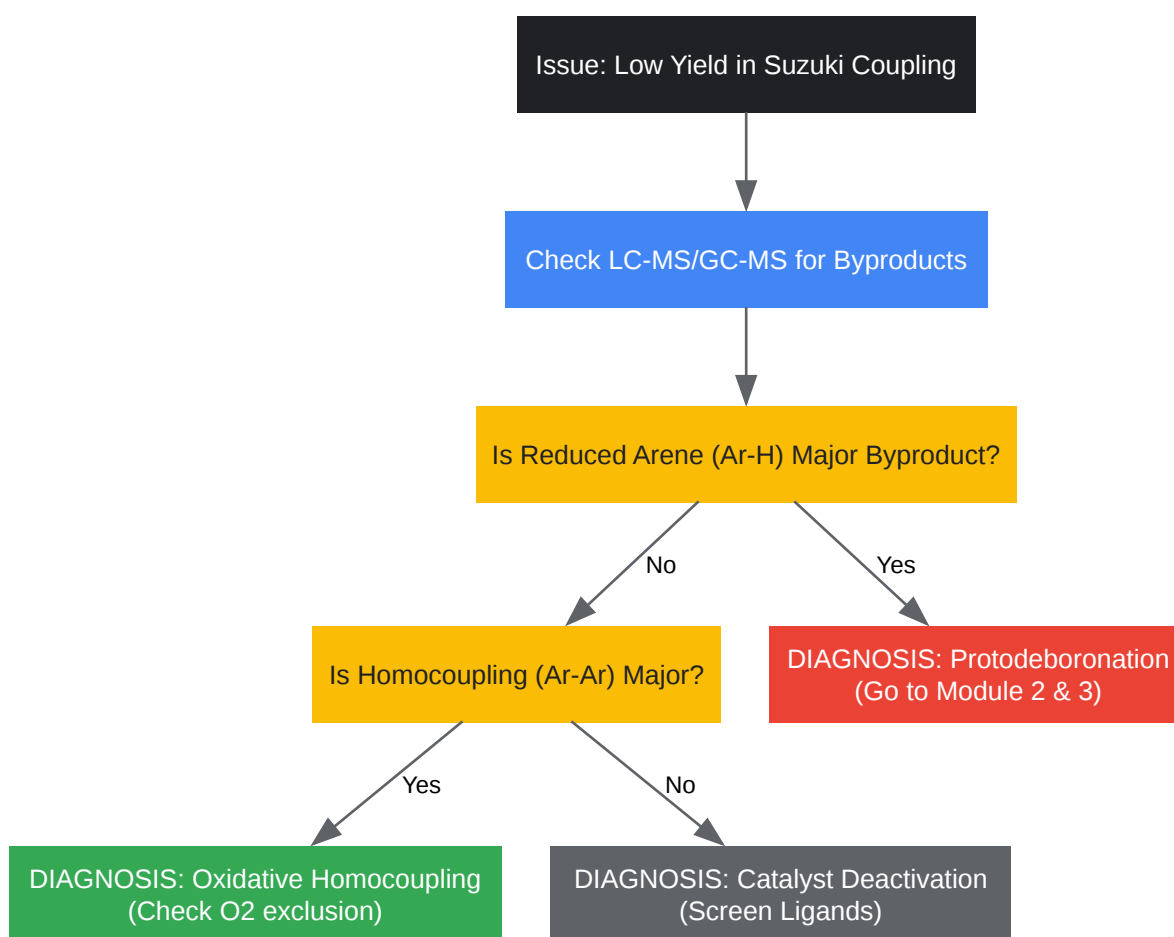 Issue: Low Yield in Suzuki Coupling
Check LC-MS/GC-MS for Byproducts
Is Reduced Arene (Ar-H) Major Byproduct?
No
Yes
Is Homocoupling (Ar-Ar) Major?
DIAGNOSIS: Protodeboronation
(Go to Module 2 & 3)
Yes
No
DIAGNOSIS: Oxidative Homocoupling
(Check O2 exclusion)
DIAGNOSIS: Catalyst Deactivation
(Screen Ligands)